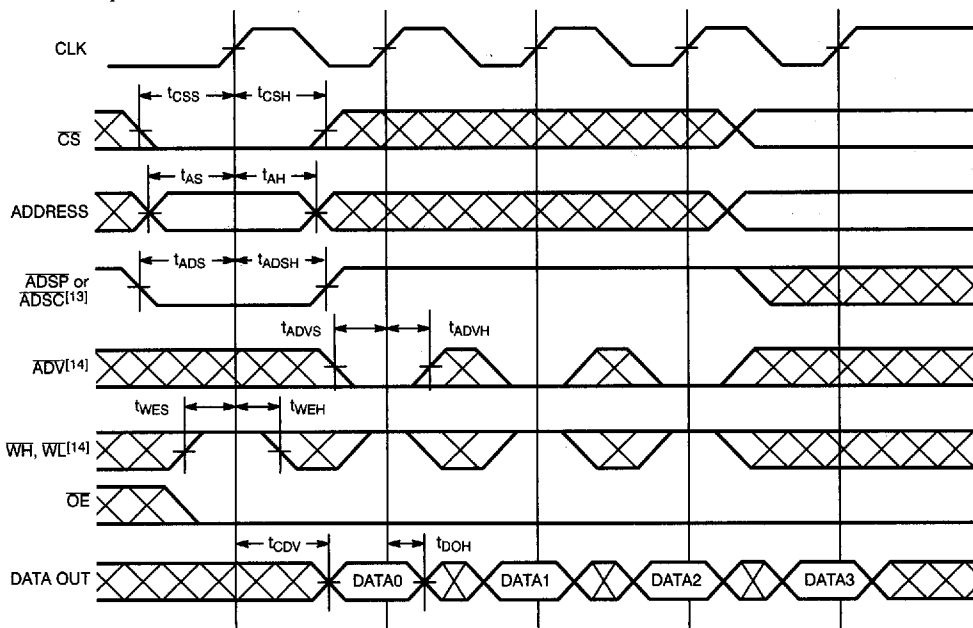 CLK
tCSS tCSH
CS
tAS tAH
ADDRESS
tADS tADSH
ADSP or
ADSC[13]
tADVS tADVH
ADV[14]
tWES tWEH
WH, WL[14]
OE
tCDV tDOH
DATA OUT DATA0 DATA1 DATA2 DATA3